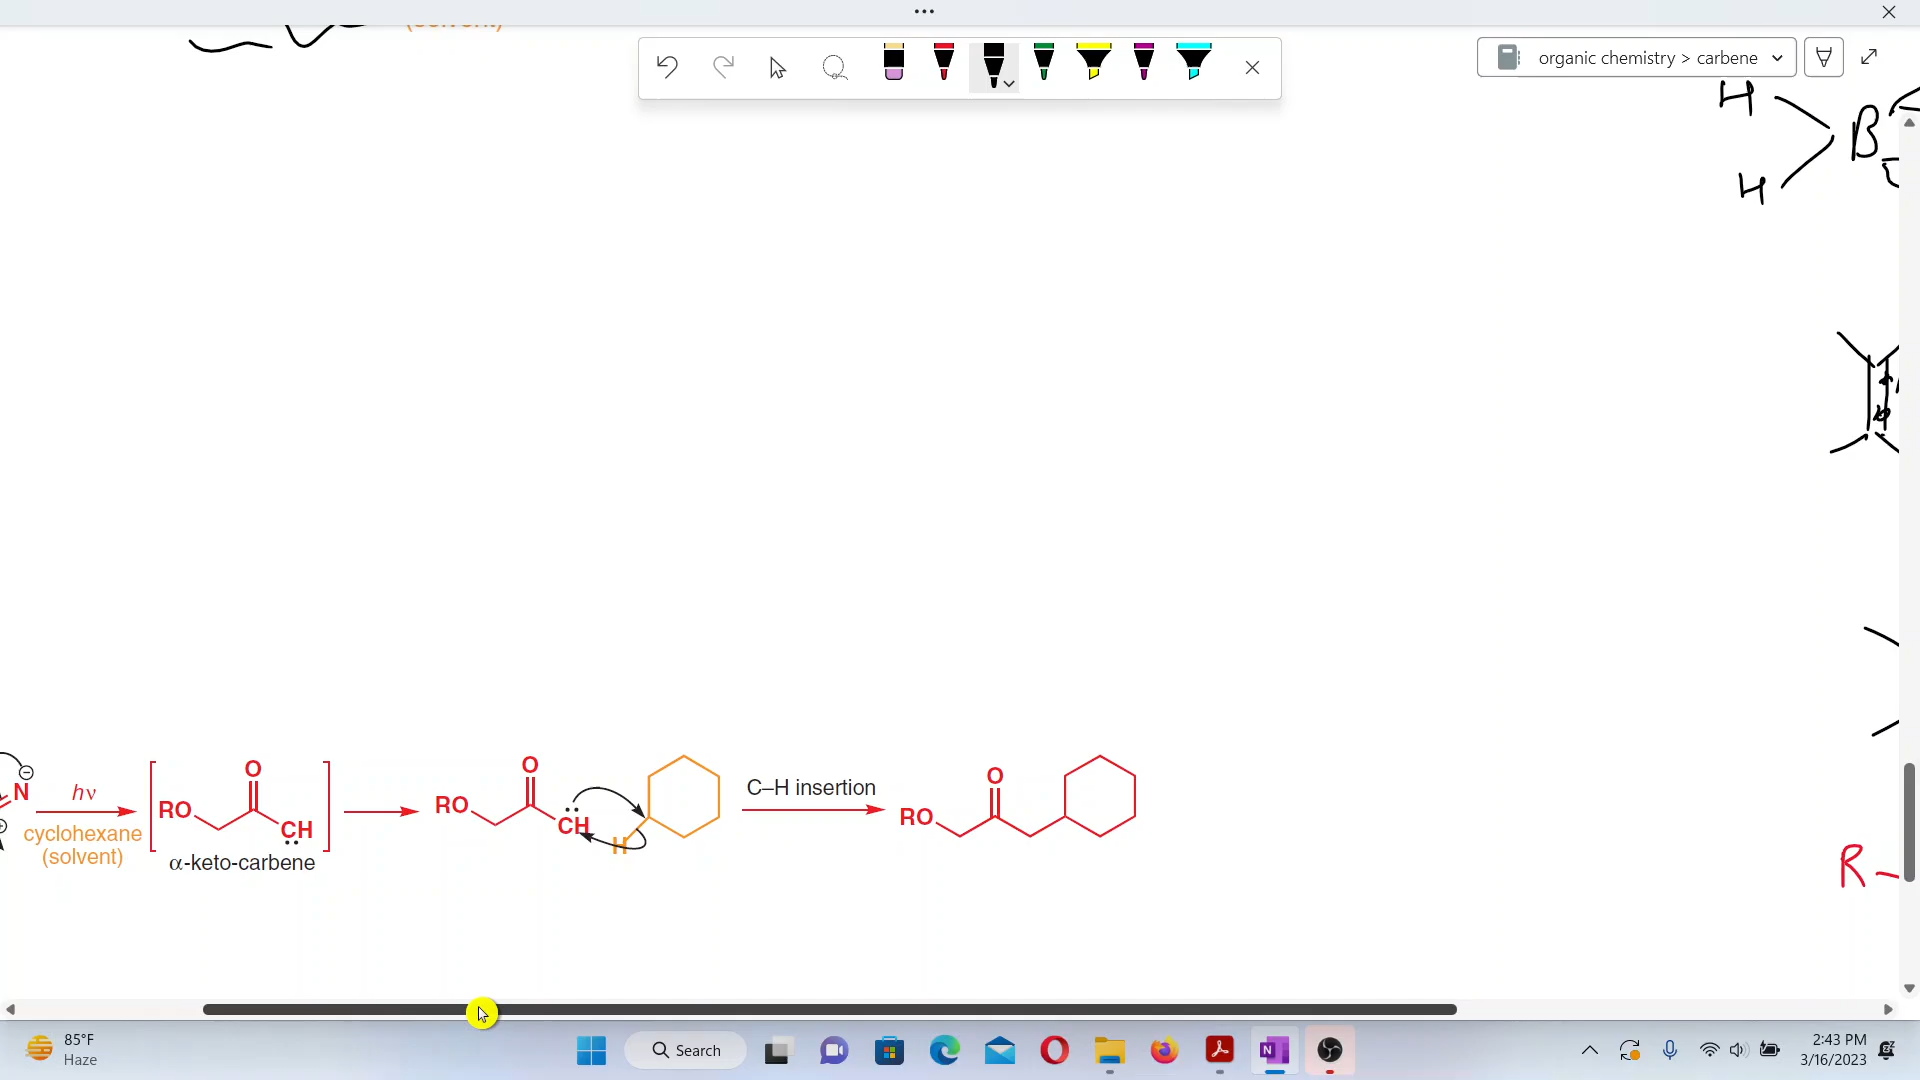 (solvent)
organic chemistry > carbene
H
B
H
N
hν
cyclohexane
(solvent)
RO
O
CH
α-keto-carbene
RO
O
CH
H
C–H insertion
RO
O
R
85°F
Haze
Search
2:43 PM
3/16/2023